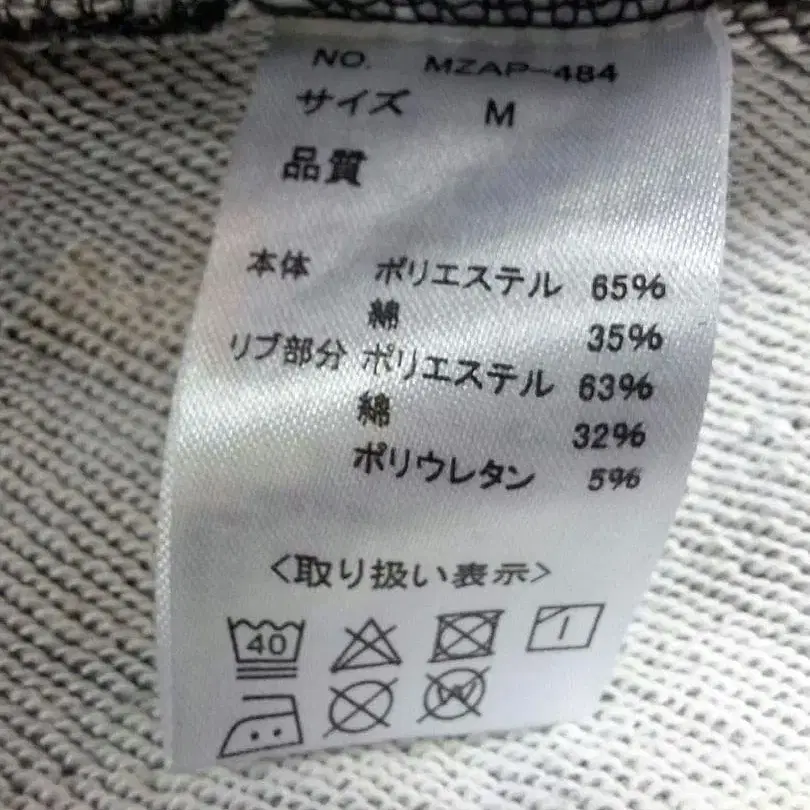 NO. MZAP-484
サイズ M
品質
本体 ポリエステル 65%
綿 35%
リブ部分 ポリエステル 63%
綿 32%
ポリウレタン 5%
<取り扱い表示>
40
W